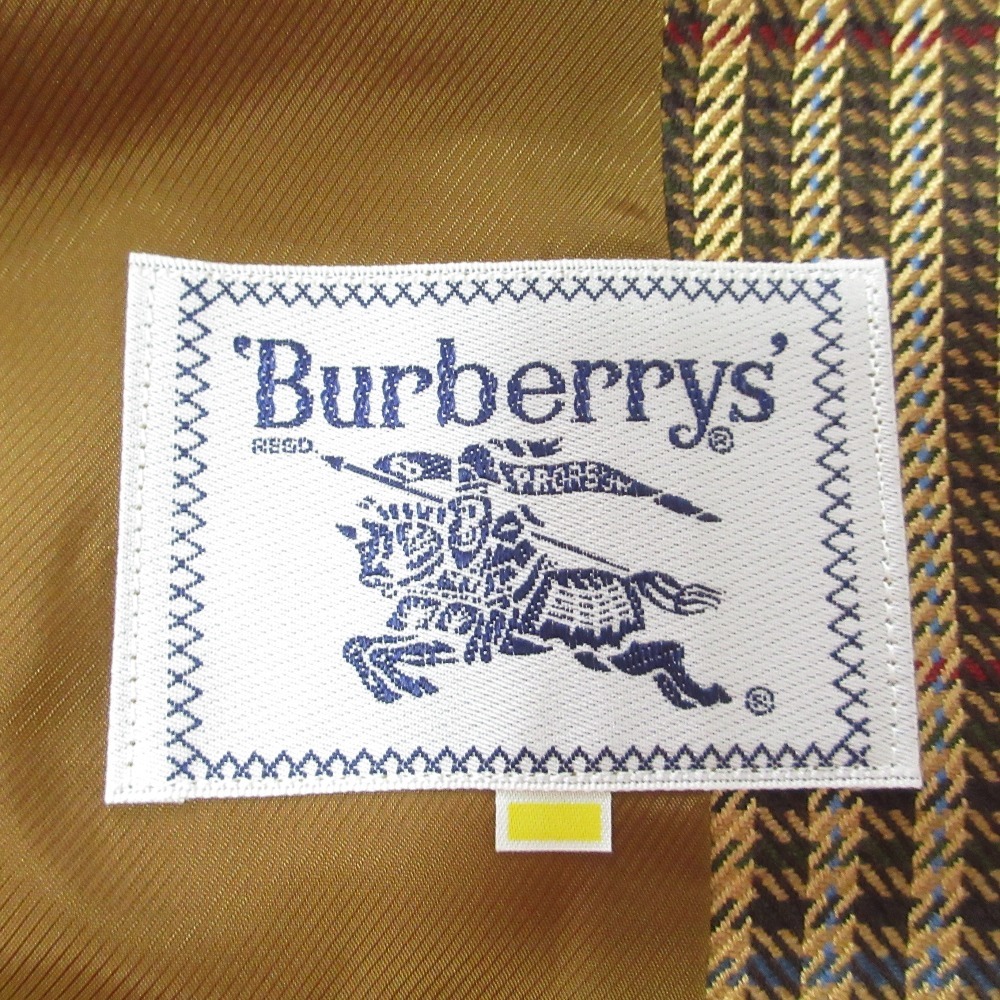 'Burberrys'
REGD. ®
PRORSUM
®